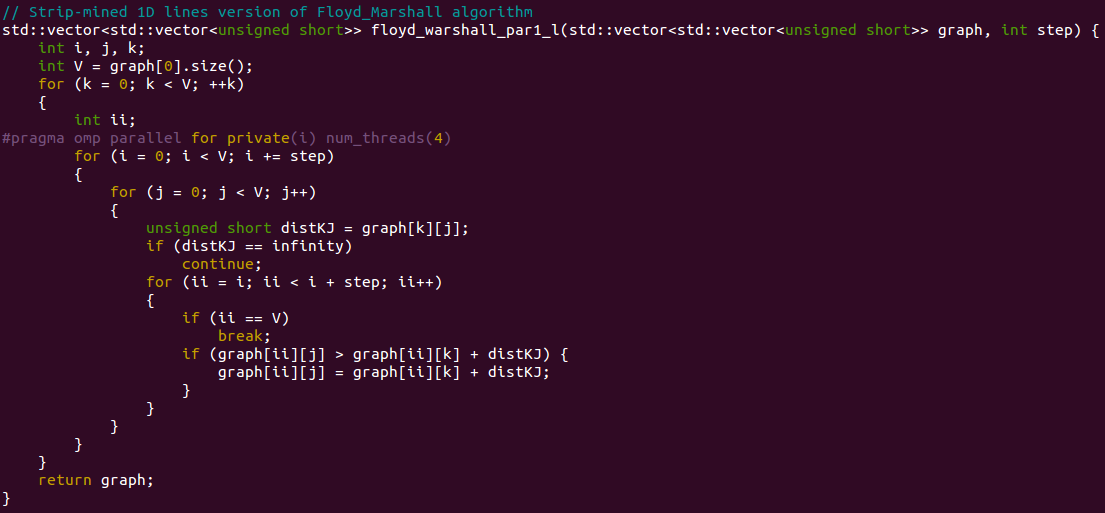 // Strip-mined 1D lines version of Floyd_Marshall algorithm
std::vector<std::vector<unsigned short>> floyd_warshall_par1_l(std::vector<std::vector<unsigned short>> graph, int step) {
    int i, j, k;
    int V = graph[0].size();
    for (k = 0; k < V; ++k)
    {
        int ii;
#pragma omp parallel for private(i) num_threads(4)
        for (i = 0; i < V; i += step)
        {
            for (j = 0; j < V; j++)
            {
                unsigned short distKJ = graph[k][j];
                if (distKJ == infinity)
                    continue;
                for (ii = i; ii < i + step; ii++)
                {
                    if (ii == V)
                        break;
                    if (graph[ii][j] > graph[ii][k] + distKJ) {
                        graph[ii][j] = graph[ii][k] + distKJ;
                    }
                }
            }
        }
    }
    return graph;
}